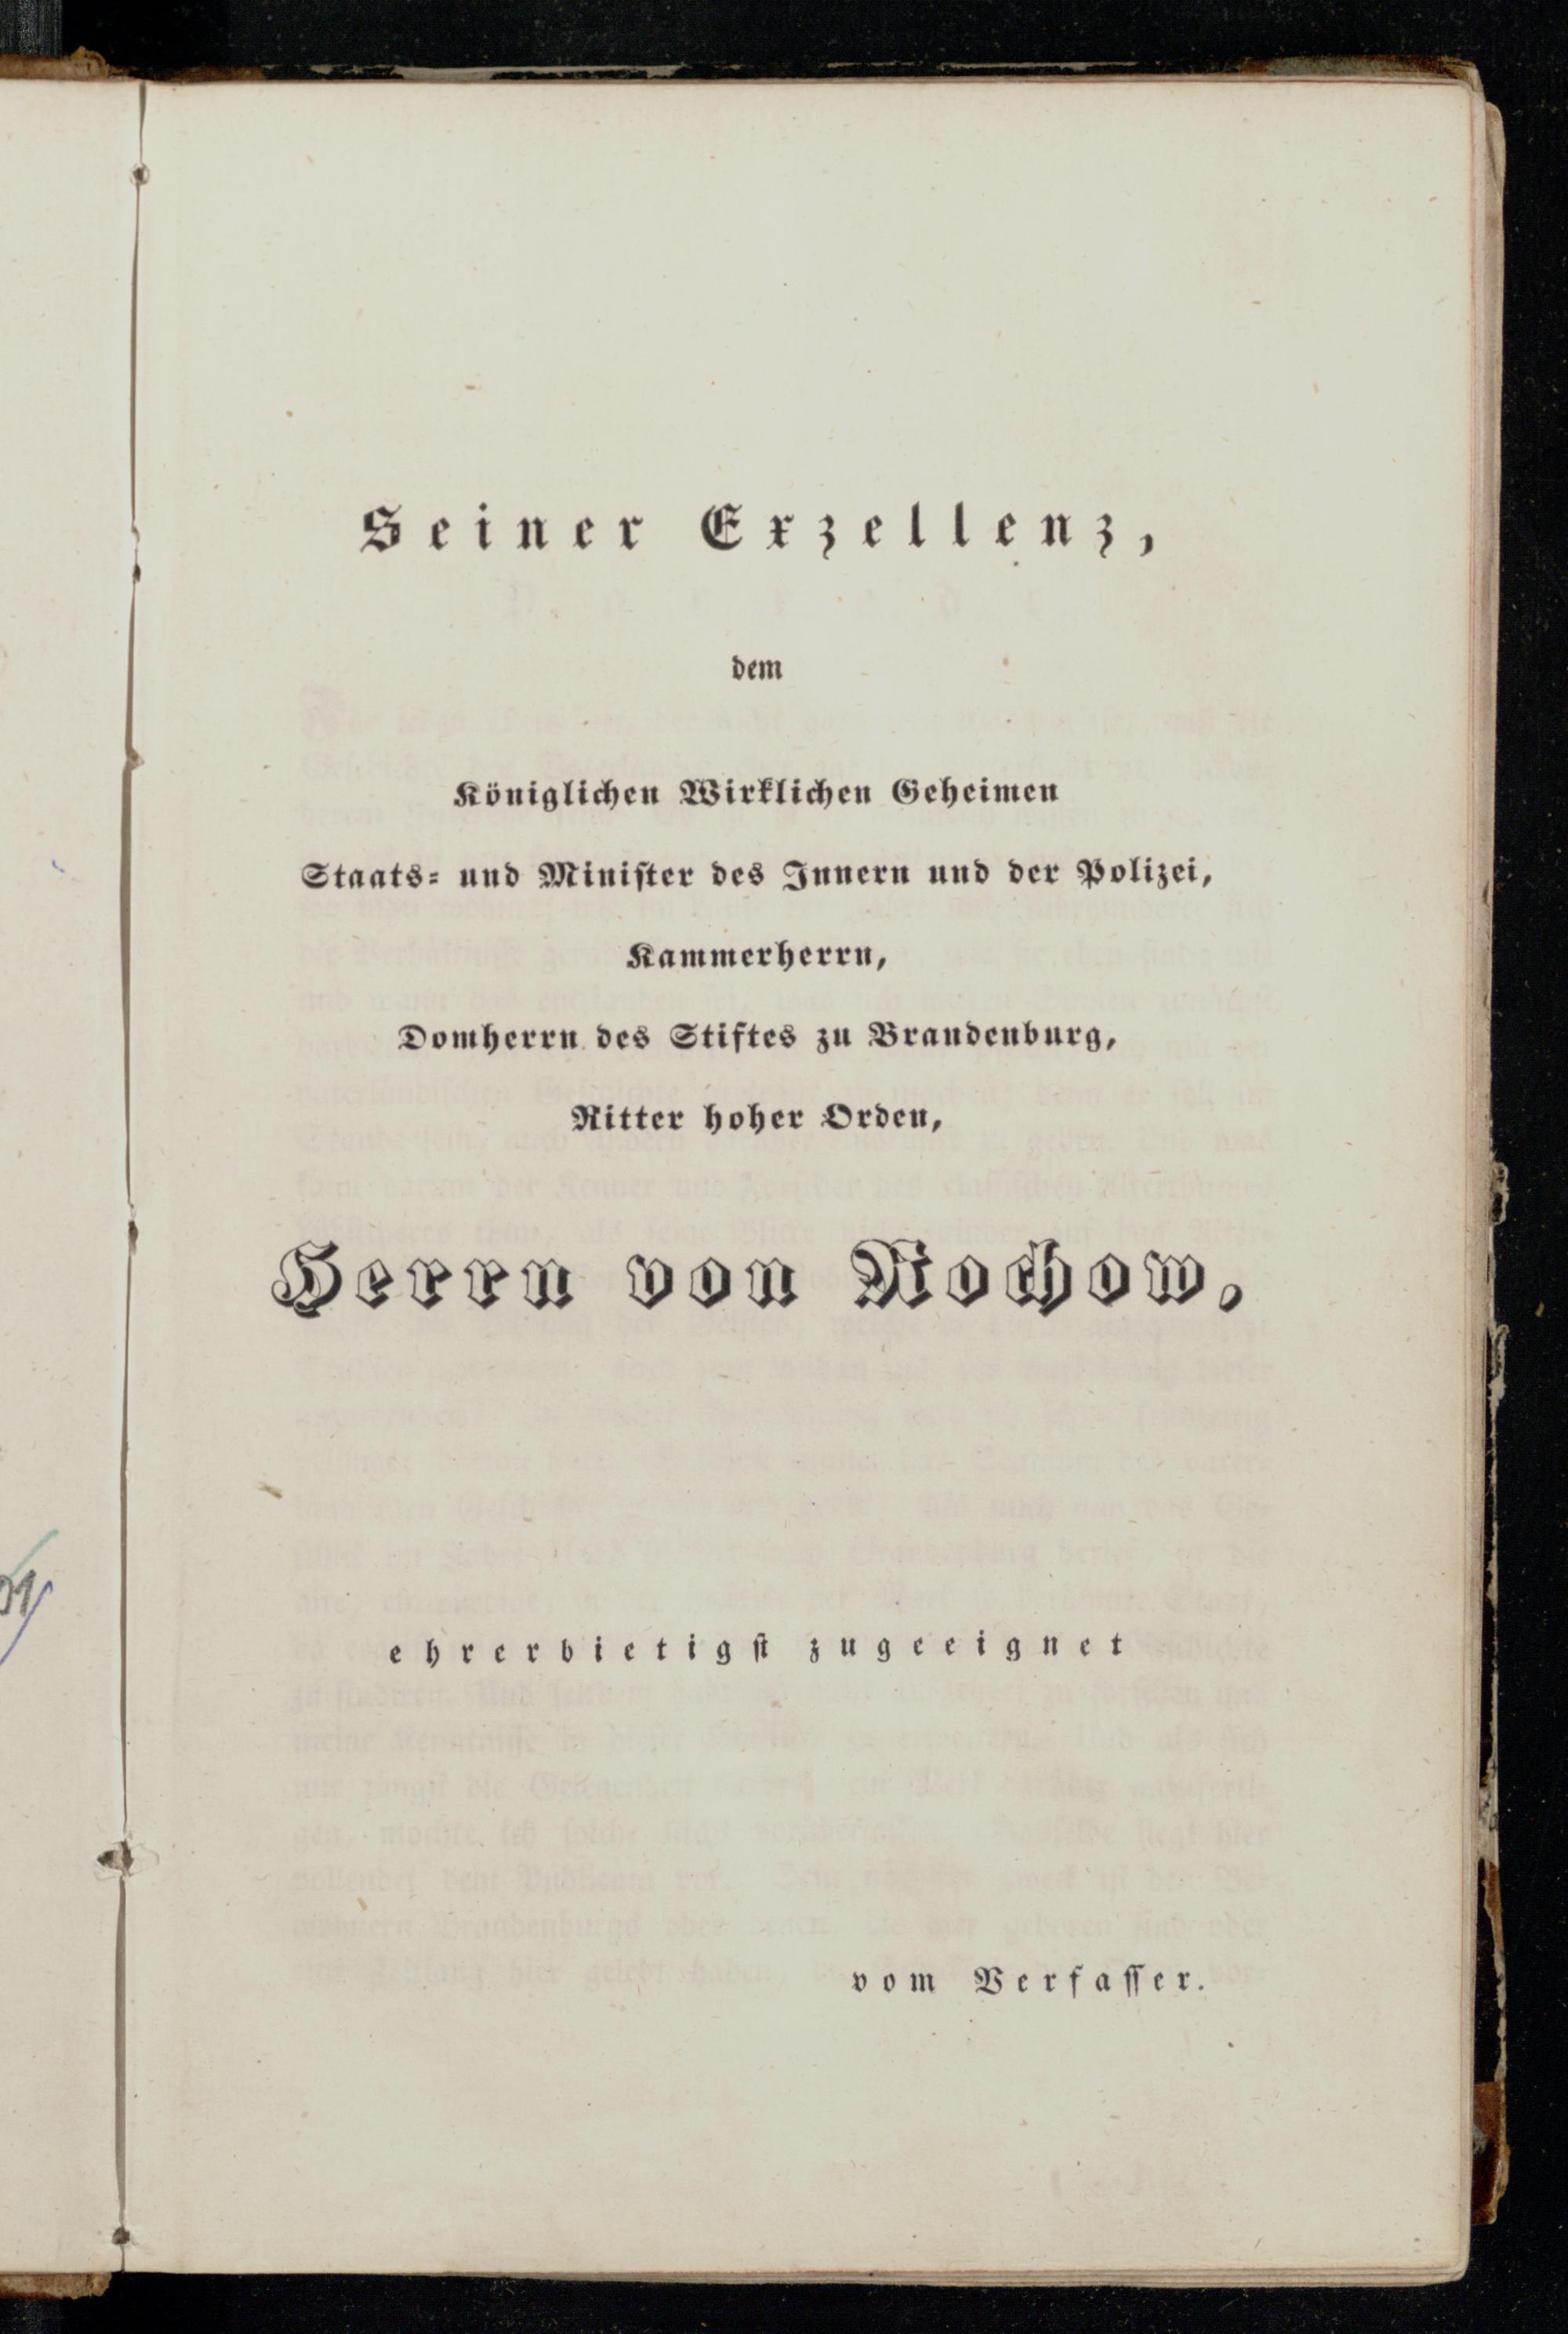 Seiner Exzellenz,
dem
Königlichen Wirklichen Geheimen
Staats- und Miniſter des Innern und der Polizei,
Kammerherrn,
Domherrn des Stiftes zu Brandenburg,
Ritter hoher Orden,
Herrn von Rochow,
ehrerbietigſt zugeeignet
vom Verfaſſer.